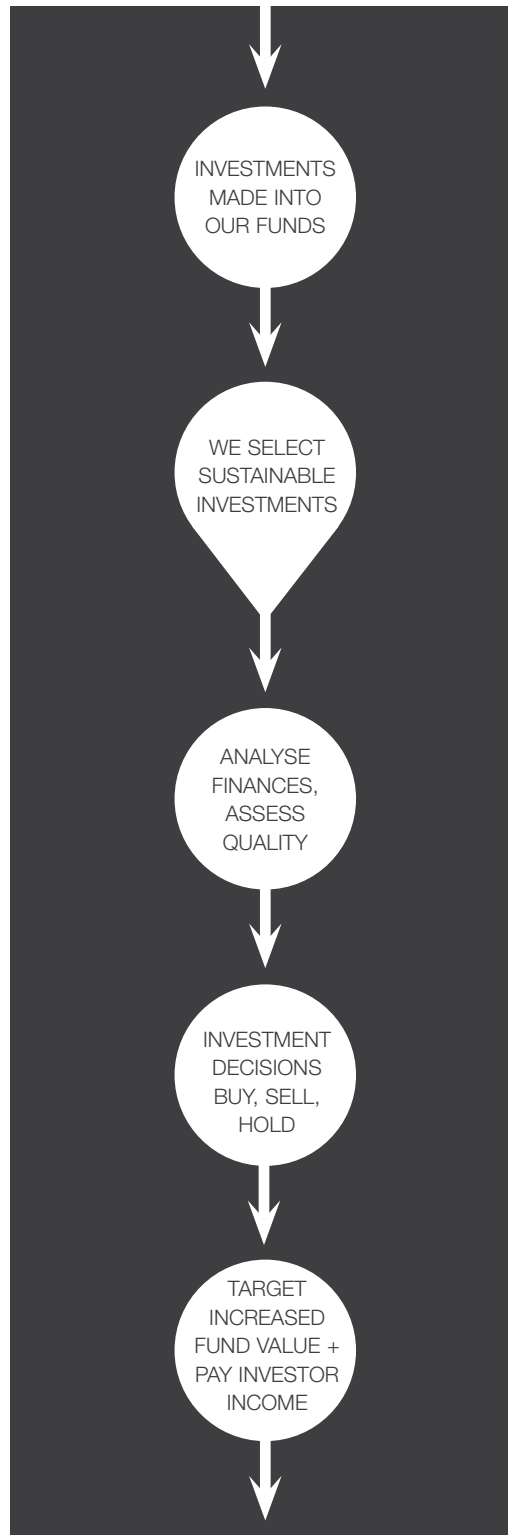 INVESTMENTS
MADE INTO
OUR FUNDS
WE SELECT
SUSTAINABLE
INVESTMENTS
ANALYSE
FINANCES,
ASSESS
QUALITY
INVESTMENT
DECISIONS
BUY, SELL,
HOLD
TARGET
INCREASED
FUND VALUE +
PAY INVESTOR
INCOME